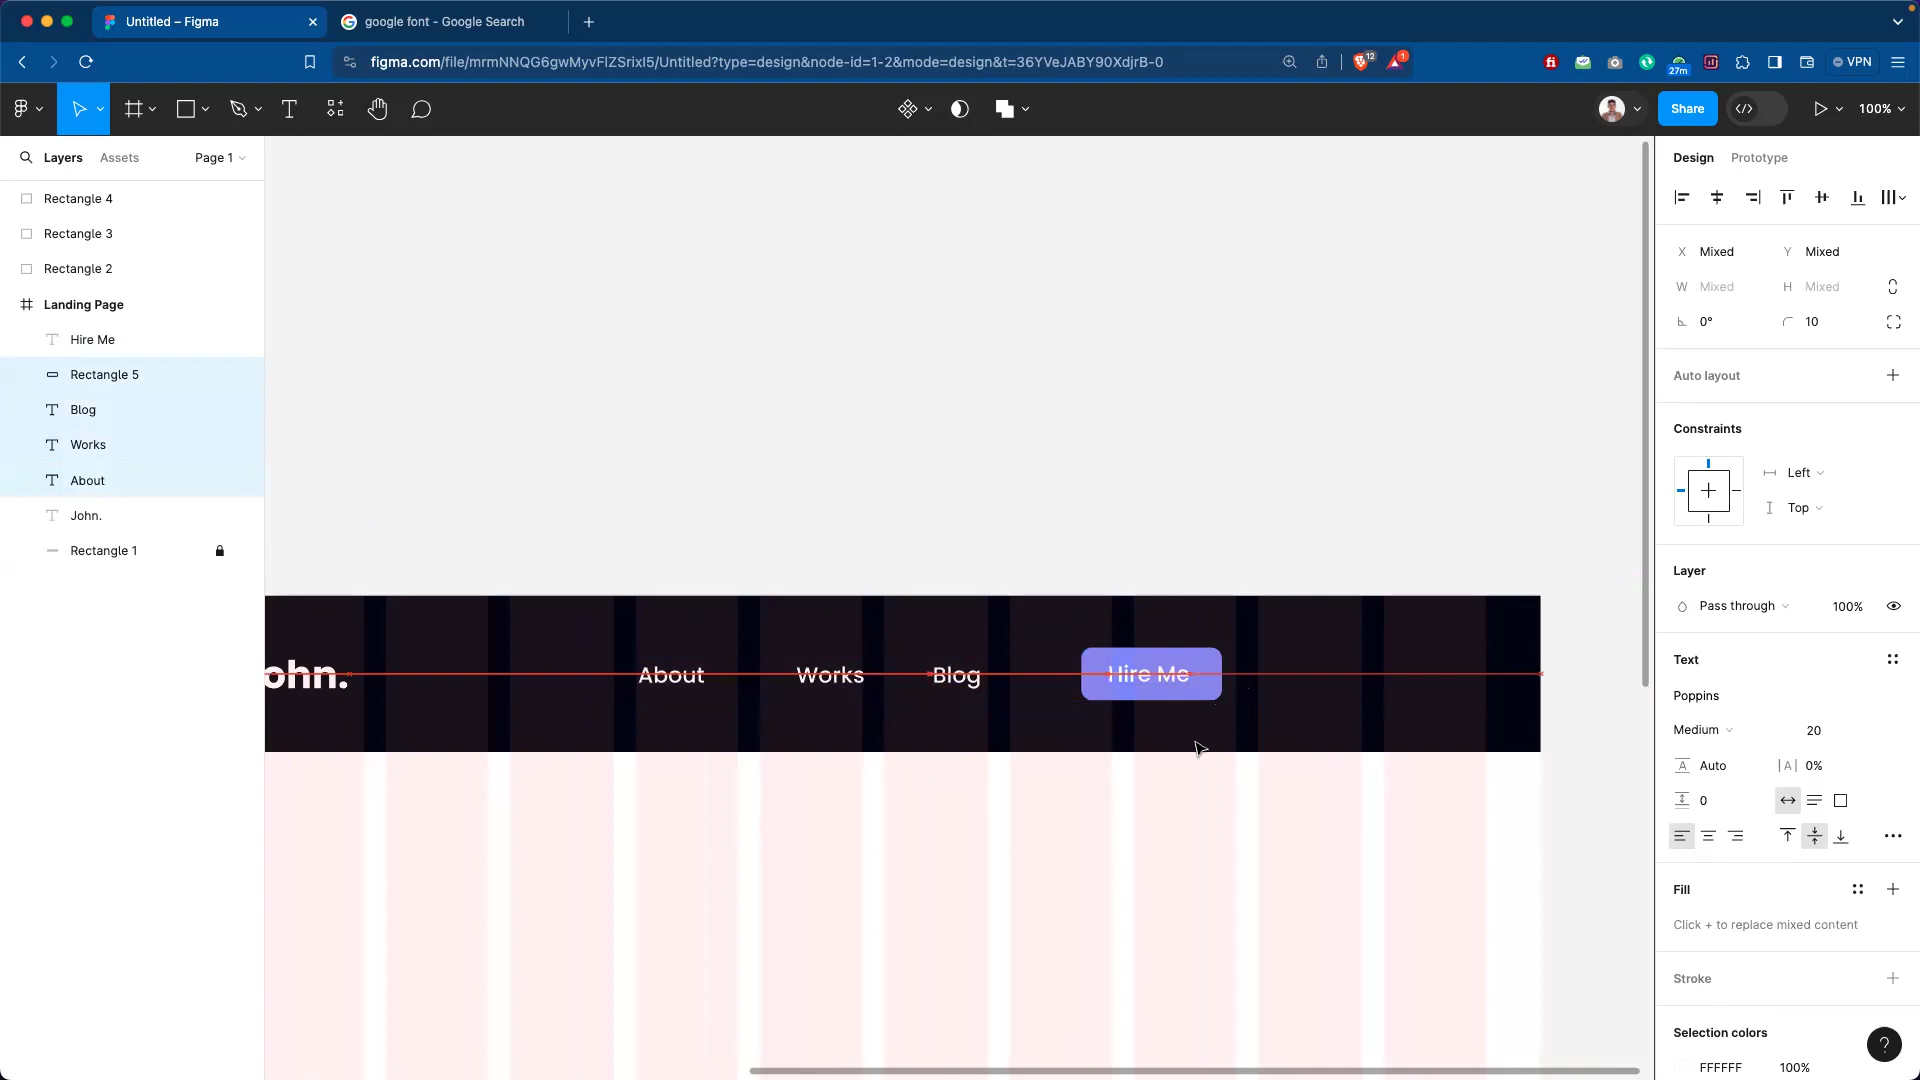 Untitled – Figma
google font - Google Search
figma.com/file/mrmNNQG6gwMyvFlZSrixI5/Untitled?type=design&node-id=1-2&mode=design&t=36YVeJABY90XdjrB-0
12
1
27m
VPN
Share
100%
Layers
Assets
Page 1
Rectangle 4
Rectangle 3
Rectangle 2
Landing Page
Hire Me
Rectangle 5
Blog
Works
About
John.
Rectangle 1
ohn.
About
Works
Blog
Hire Me
Design
Prototype
X Mixed
Y Mixed
W Mixed
H Mixed
0°
10
Auto layout
Constraints
Left
Top
Layer
Pass through
100%
Text
Poppins
Medium
20
A Auto
|A| 0%
0
Fill
Click + to replace mixed content
Stroke
Selection colors
FFFFFF
100%
?